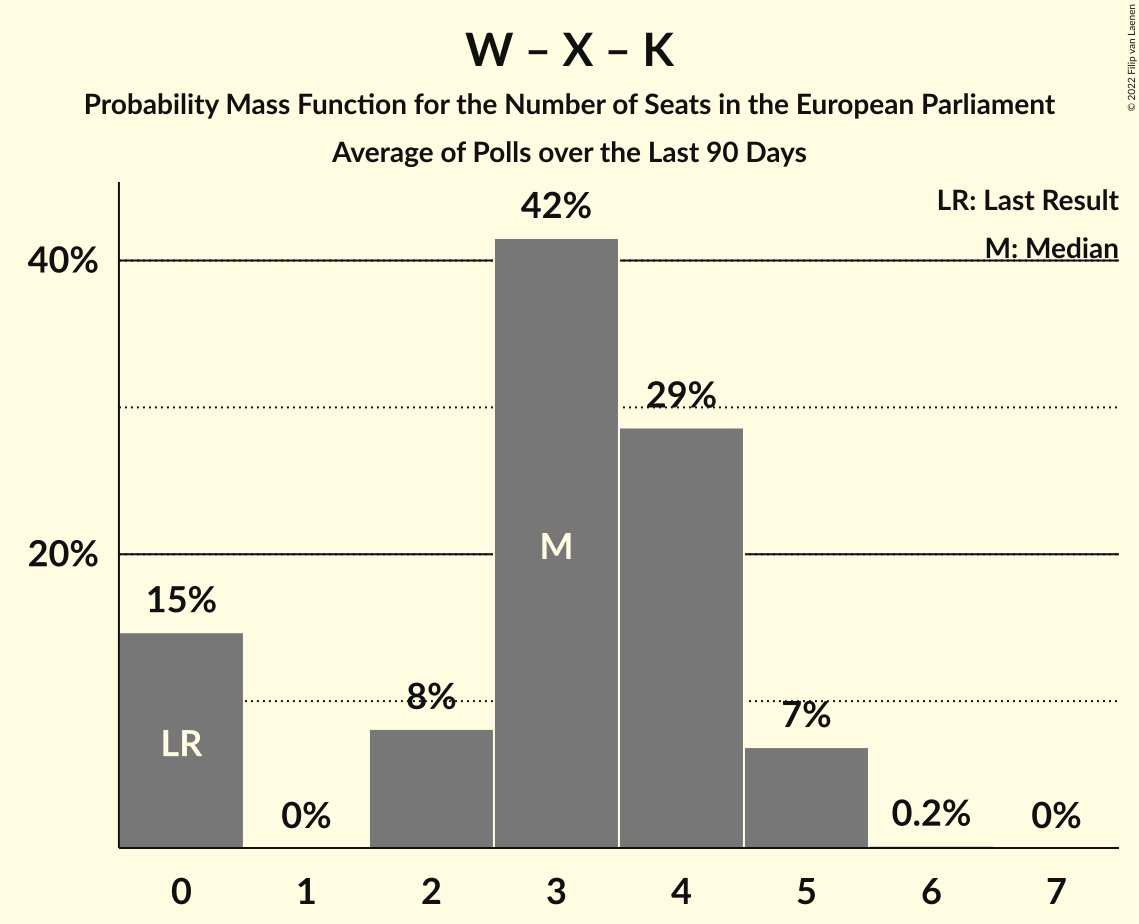 W – X – K
Probability Mass Function for the Number of Seats in the European Parliament
Average of Polls over the Last 90 Days
© 2022 Filip van Laenen
LR: Last Result
M: Median
40%
20%
42%
29%
15%
8%
7%
0%
0.2%
0%
M
LR
0 1 2 3 4 5 6 7